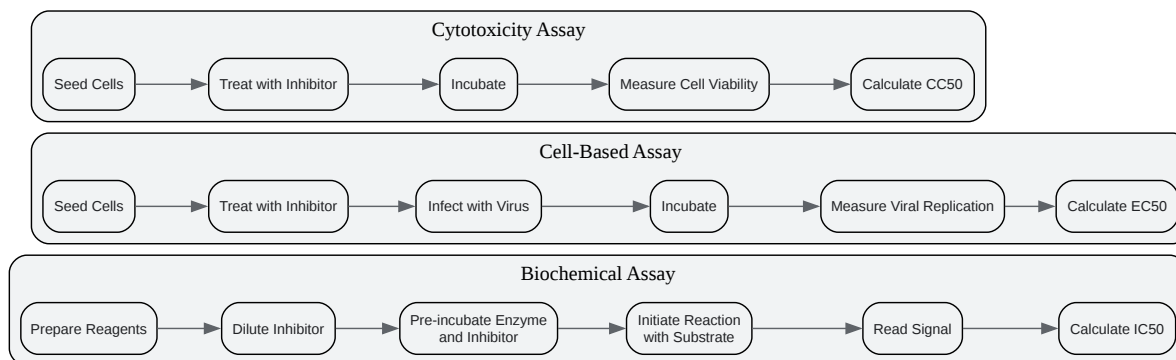 Cytotoxicity Assay
Seed Cells
Treat with Inhibitor
Incubate
Measure Cell Viability
Calculate CC50
Cell-Based Assay
Seed Cells
Treat with Inhibitor
Infect with Virus
Incubate
Measure Viral Replication
Calculate EC50
Biochemical Assay
Prepare Reagents
Dilute Inhibitor
Pre-incubate Enzyme
and Inhibitor
Initiate Reaction
with Substrate
Read Signal
Calculate IC50